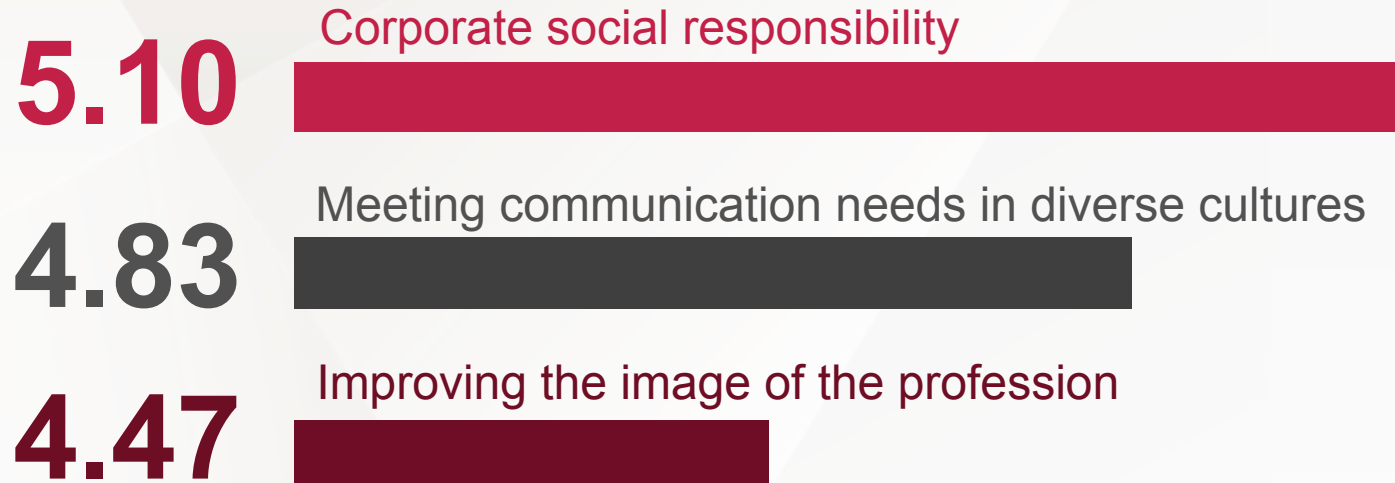 Corporate social responsibility
5.10
Meeting communication needs in diverse cultures
4.83
Improving the image of the profession
4.47